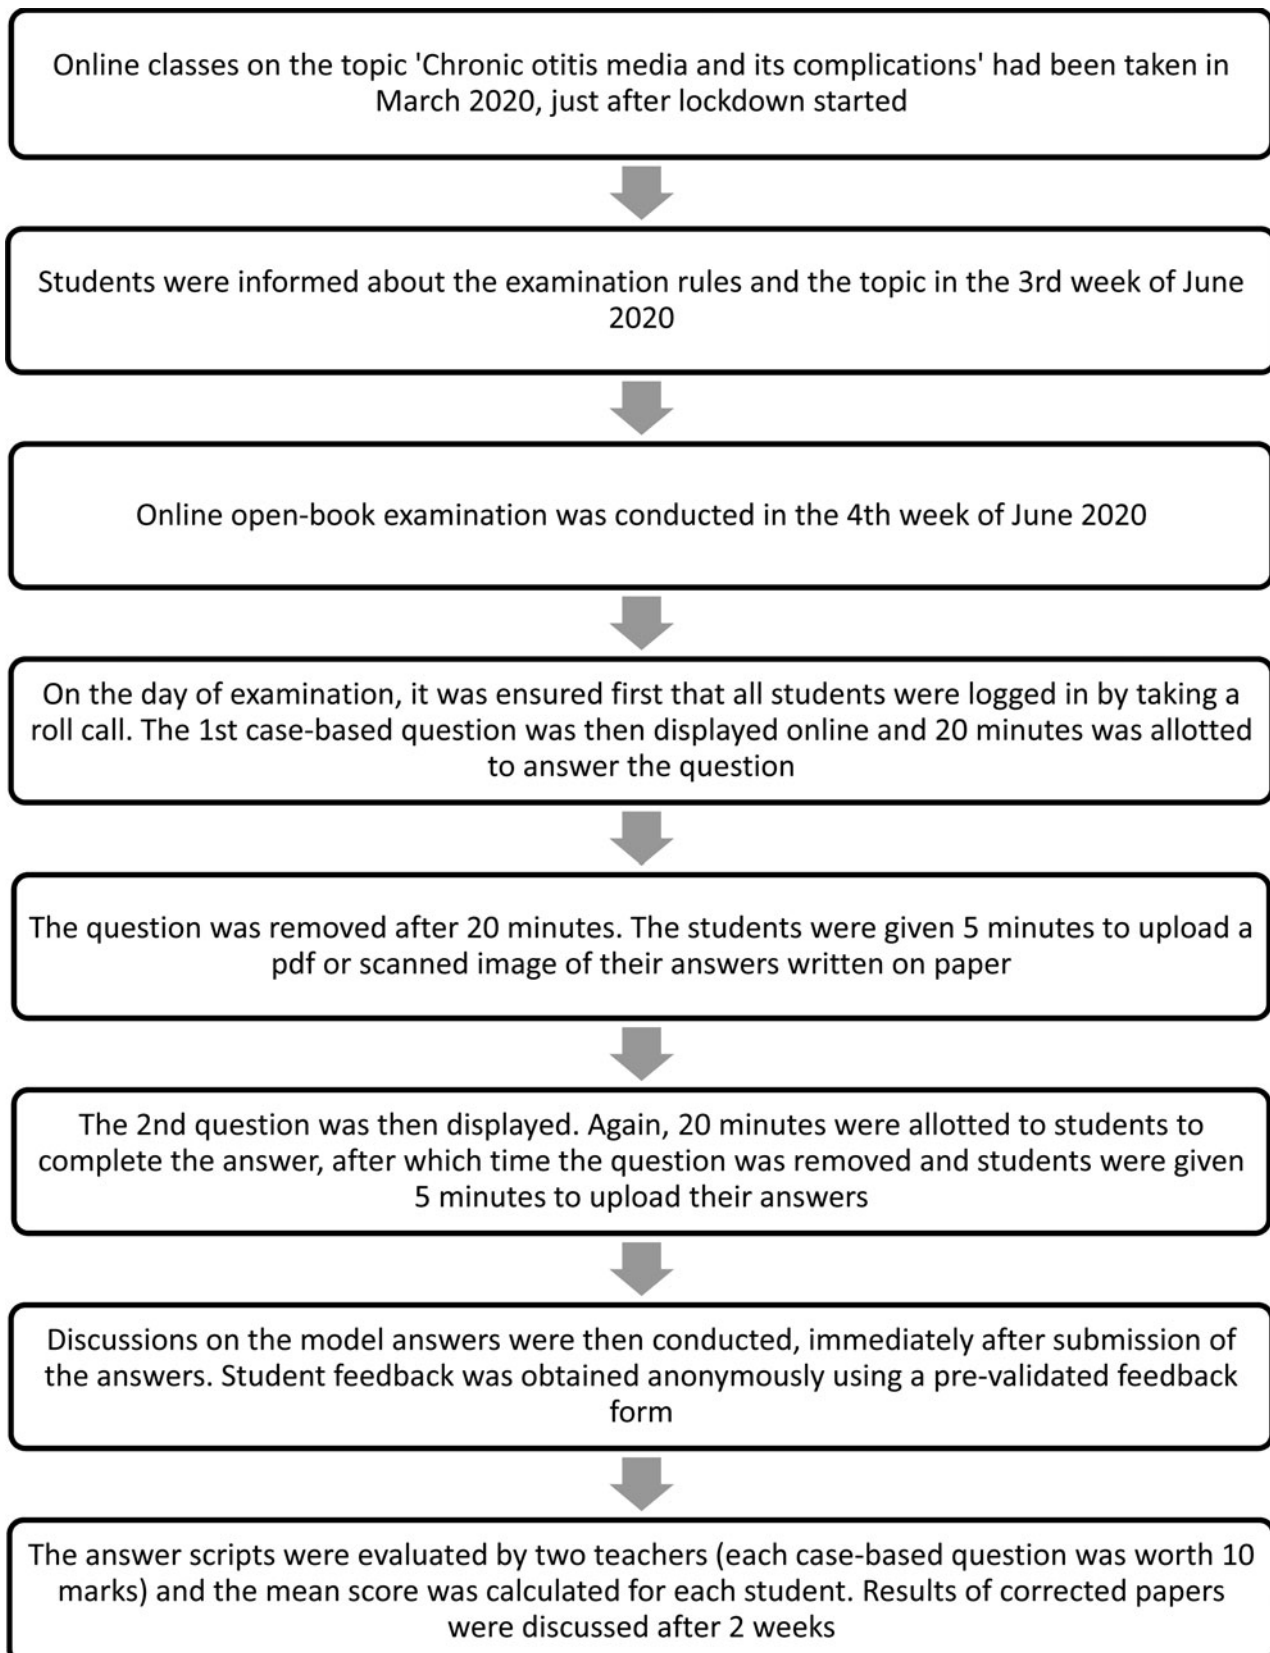 Online classes on the topic 'Chronic otitis media and its complications' had been taken in
March 2020, just after lockdown started
Students were informed about the examination rules and the topic in the 3rd week of June
2020
Online open-book examination was conducted in the 4th week of June 2020
On the day of examination, it was ensured first that all students were logged in by taking a
roll call. The 1st case-based question was then displayed online and 20 minutes was allotted
to answer the question
The question was removed after 20 minutes. The students were given 5 minutes to upload a
pdf or scanned image of their answers written on paper
The 2nd question was then displayed. Again, 20 minutes were allotted to students to
complete the answer, after which time the question was removed and students were given
5 minutes to upload their answers
Discussions on the model answers were then conducted, immediately after submission of
the answers. Student feedback was obtained anonymously using a pre-validated feedback
form
The answer scripts were evaluated by two teachers (each case-based question was worth 10
marks) and the mean score was calculated for each student. Results of corrected papers
were discussed after 2 weeks